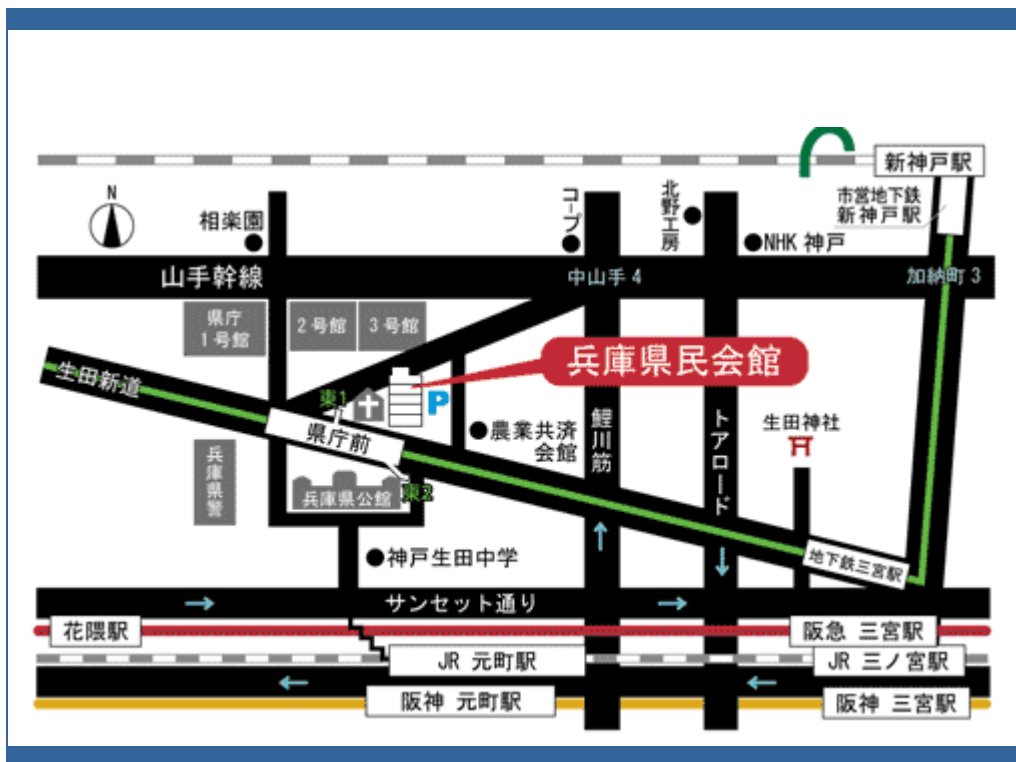 新神戸駅
市営地下鉄
新神戸駅
N
相楽園
コープ
北野工房
NHK 神戸
山手幹線
中山手 4
加納町 3
県庁
1 号館
2 号館
3 号館
兵庫県民会館
生田新道
東1
P
県庁前
農業共済
会館
鯉川筋
トアロード
生田神社
兵庫県警
兵庫県公館
東2
神戸生田中学
地下鉄三宮駅
サンセット通り
花隈駅
阪急 三宮駅
JR 元町駅
JR 三ノ宮駅
阪神 元町駅
阪神 三宮駅